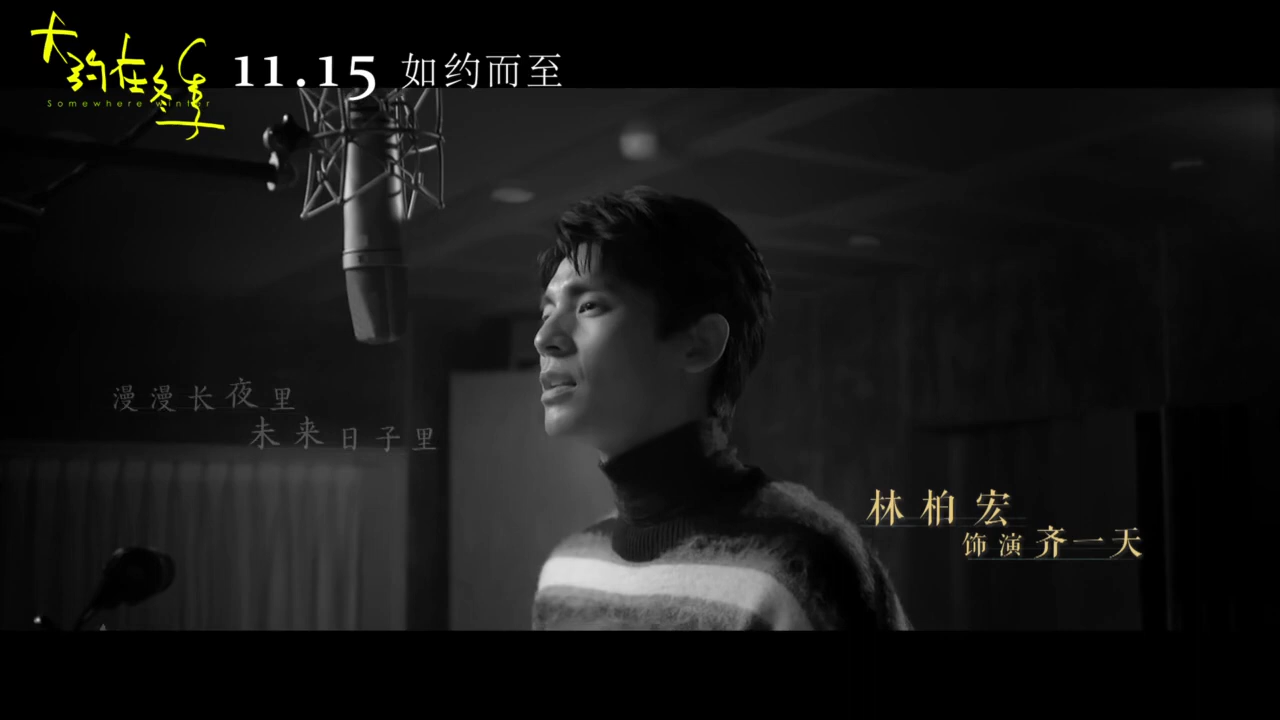 大约在冬季
Somewhere winter
11.15 如约而至
漫漫长夜里
未来日子里
林柏宏
饰演 齐一天